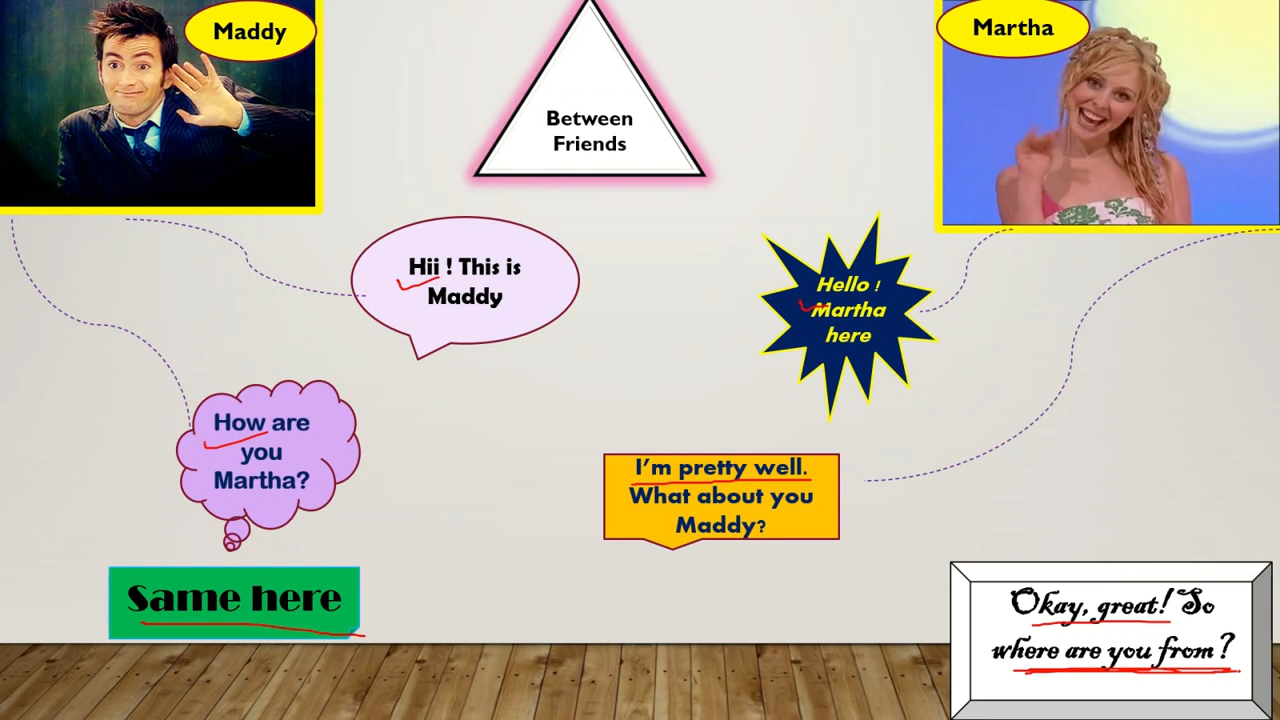 Maddy
Martha
Between
Friends
Hii ! This is
Maddy
Hello !
Martha
here
How are
you
Martha?
I’m pretty well.
What about you
Maddy?
Same here
Okay, great! So
where are you from?